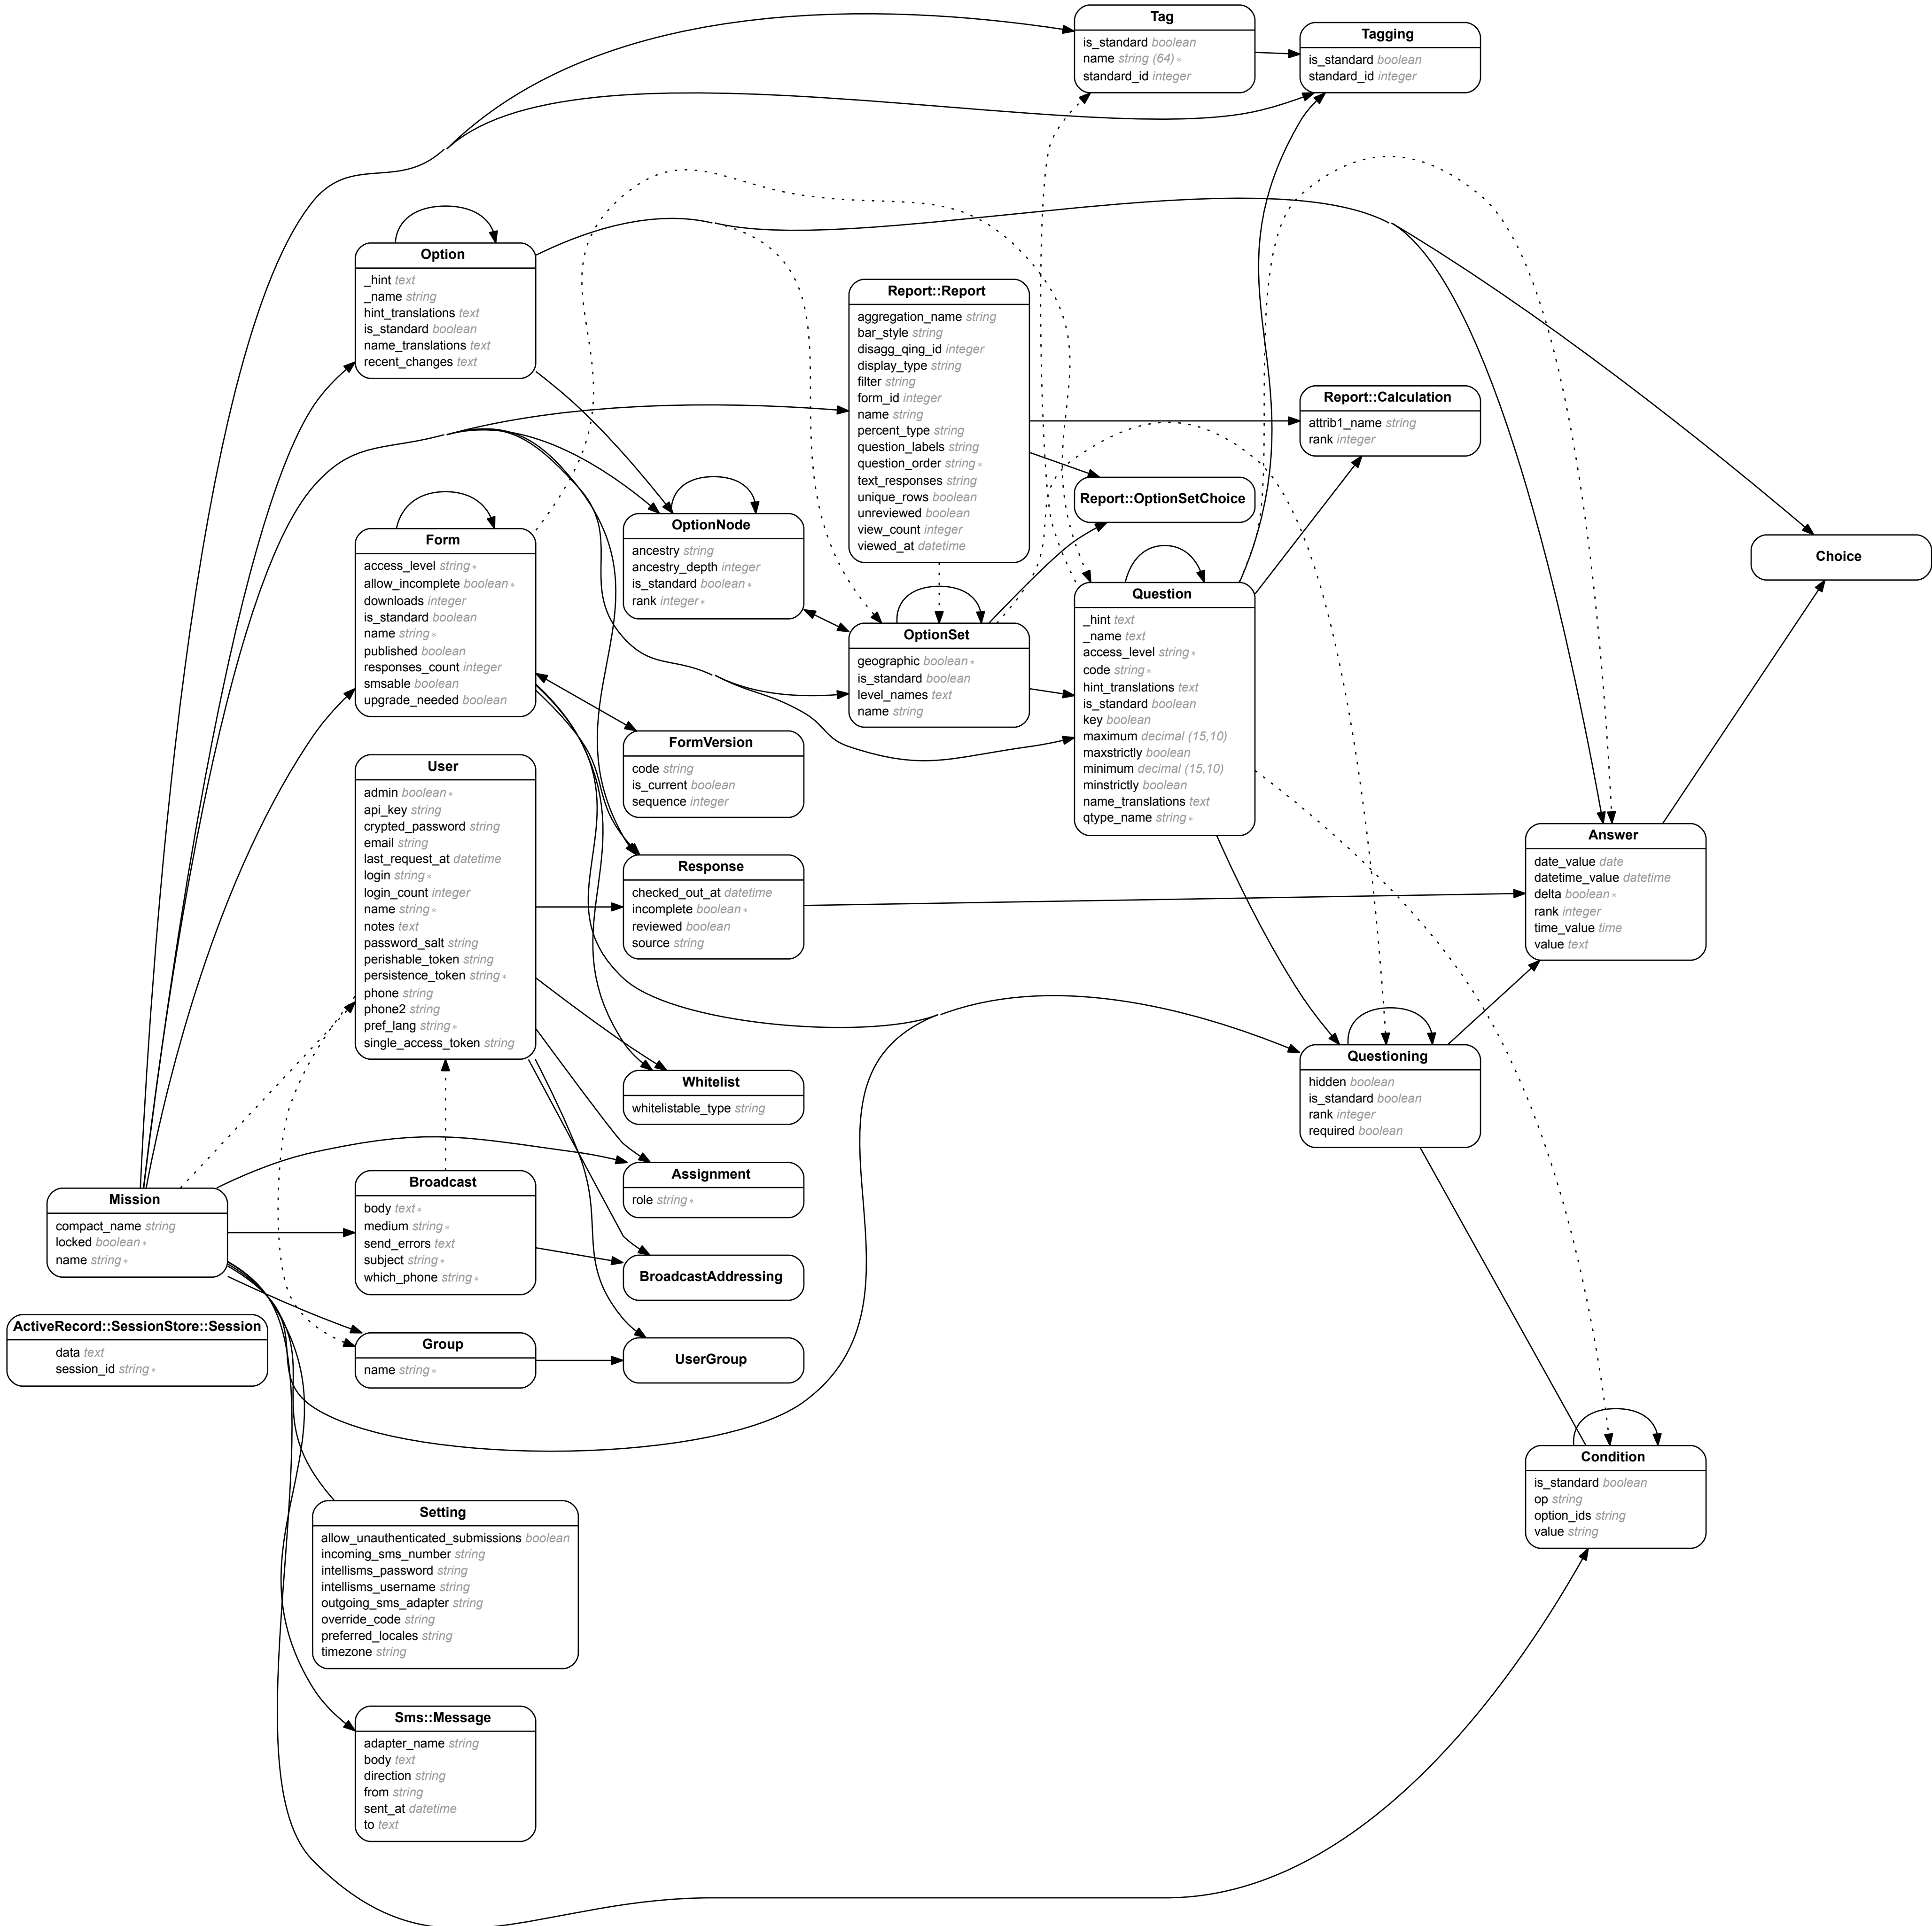 Tag
is_standard boolean
name string (64) ∗
standard_id integer
Tagging
is_standard boolean
standard_id integer
Option
_hint text
_name string
hint_translations text
is_standard boolean
name_translations text
recent_changes text
Report::Report
aggregation_name string
bar_style string
disagg_qing_id integer
display_type string
filter string
form_id integer
name string
percent_type string
question_labels string
question_order string ∗
text_responses string
unique_rows boolean
unreviewed boolean
view_count integer
viewed_at datetime
Report::Calculation
attrib1_name string
rank integer
Report::OptionSetChoice
Form
access_level string ∗
allow_incomplete boolean ∗
downloads integer
is_standard boolean
name string ∗
published boolean
responses_count integer
smsable boolean
upgrade_needed boolean
OptionNode
ancestry string
ancestry_depth integer
is_standard boolean ∗
rank integer ∗
Choice
Question
_hint text
_name text
access_level string ∗
code string ∗
hint_translations text
is_standard boolean
key boolean
maximum decimal (15,10)
maxstrictly boolean
minimum decimal (15,10)
minstrictly boolean
name_translations text
qtype_name string ∗
OptionSet
geographic boolean ∗
is_standard boolean
level_names text
name string
FormVersion
code string
is_current boolean
sequence integer
User
admin boolean ∗
api_key string
crypted_password string
email string
last_request_at datetime
login string ∗
login_count integer
name string ∗
notes text
password_salt string
perishable_token string
persistence_token string ∗
phone string
phone2 string
pref_lang string ∗
single_access_token string
Response
checked_out_at datetime
incomplete boolean ∗
reviewed boolean
source string
Answer
date_value date
datetime_value datetime
delta boolean ∗
rank integer
time_value time
value text
Questioning
hidden boolean
is_standard boolean
rank integer
required boolean
Whitelist
whitelistable_type string
Assignment
role string ∗
Broadcast
body text ∗
medium string ∗
send_errors text
subject string ∗
which_phone string ∗
Mission
compact_name string
locked boolean ∗
name string ∗
BroadcastAddressing
ActiveRecord::SessionStore::Session
data text
session_id string ∗
Group
name string ∗
UserGroup
Condition
is_standard boolean
op string
option_ids string
value string
Setting
allow_unauthenticated_submissions boolean
incoming_sms_number string
intellisms_password string
intellisms_username string
outgoing_sms_adapter string
override_code string
preferred_locales string
timezone string
Sms::Message
adapter_name string
body text
direction string
from string
sent_at datetime
to text